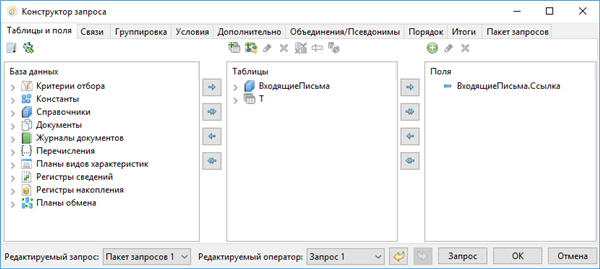 Конструктор запроса
Таблицы и поля Связи Группировка Условия Дополнительно Объединения/Псевдонимы Порядок Итоги Пакет запросов
База данных
Критерии отбора
Константы
Справочники
Документы
Журналы документов
Перечисления
Планы видов характеристик
Регистры сведений
Регистры накопления
Планы обмена
Таблицы
ВходящиеПисьма
Т
Поля
ВходящиеПисьма.Ссылка
Редактируемый запрос: Пакет запросов 1 Редактируемый оператор: Запрос 1 Запрос ОК Отмена